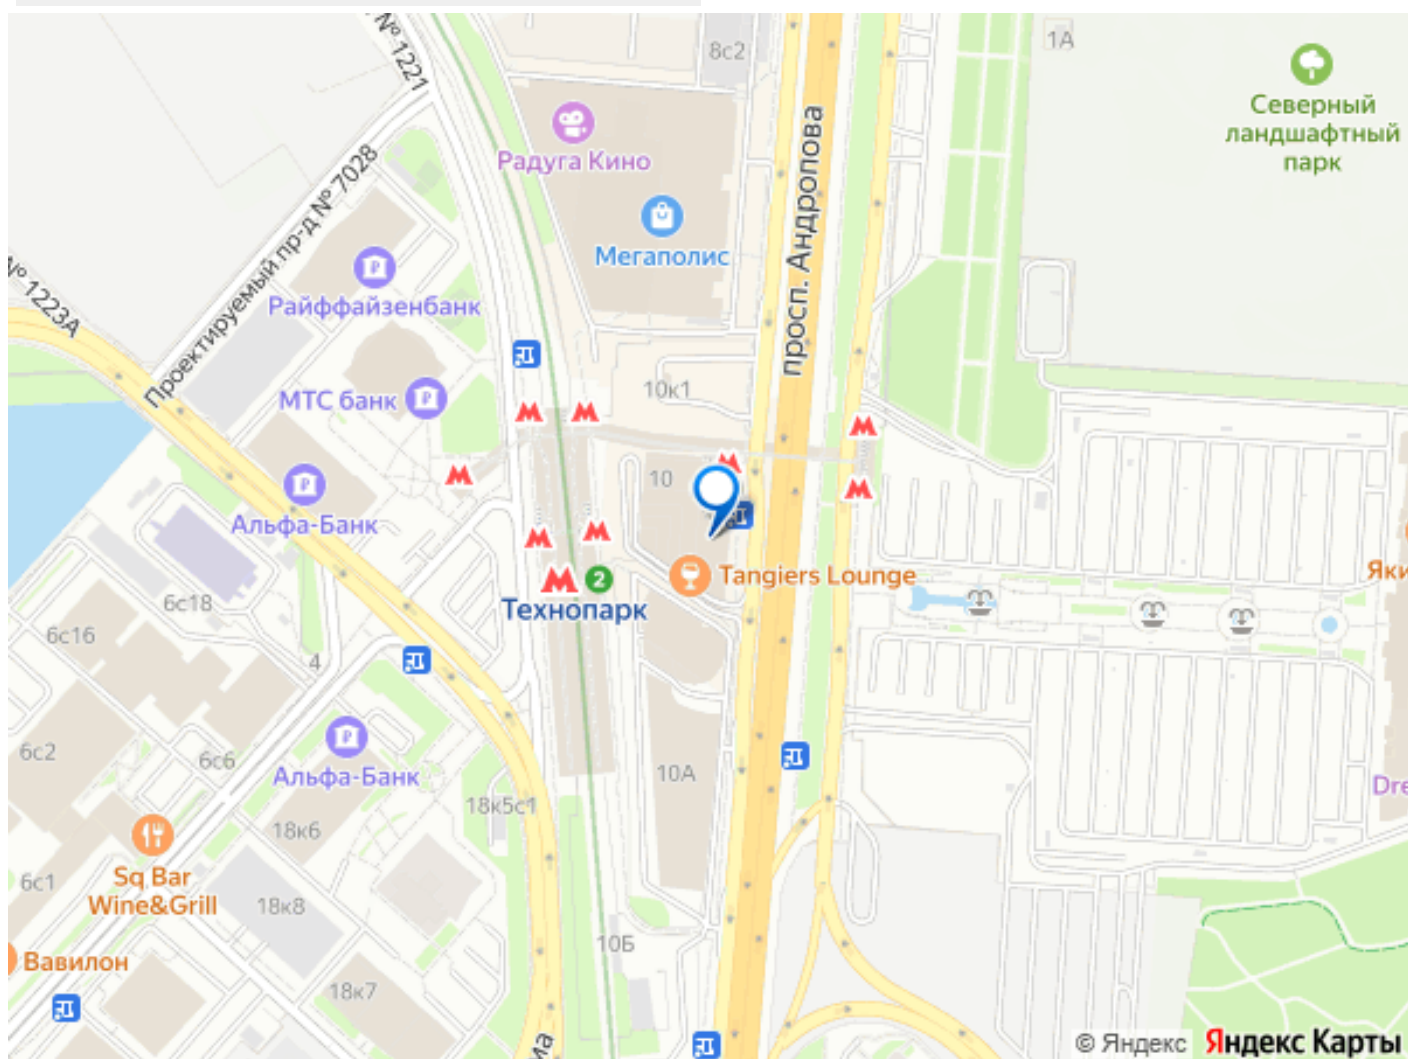 № 1221
8с2
1А
Северный
ландшафтный
парк
Радуга Кино
просп. Андропова
Проектируемый пр-д № 7028
Мегаполис
№ 1223А
Райффайзенбанк
10к1
МТС банк
10
Альфа-Банк
Tangiers Lounge
2
Технопарк
6с18
6с16
4
6с2
6с6
Альфа-Банк
10А
18к5с1
18к6
Sq Bar
Wine&Grill
6с1
18к8
10Б
Вавилон
18к7
© Яндекс
Яндекс Карты